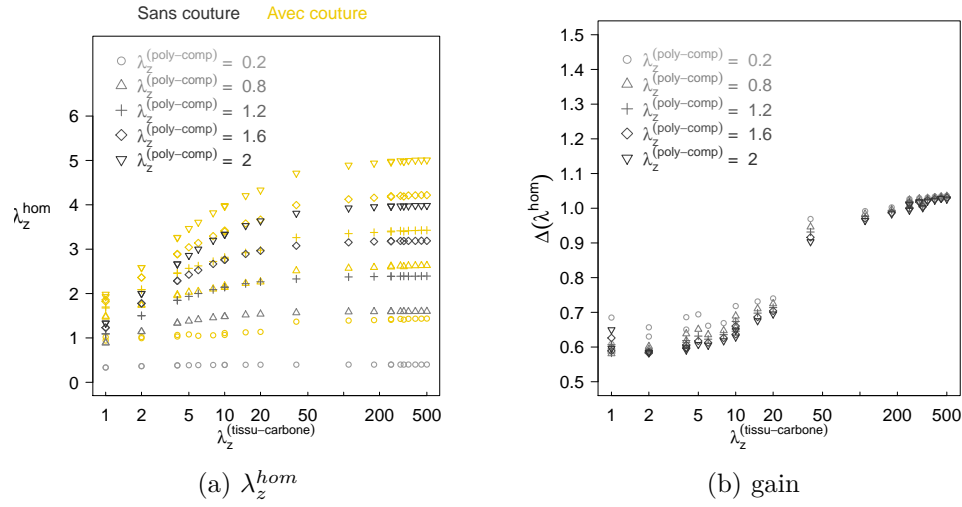 Sans couture Avec couture
λz(poly−comp) = 0.2
λz(poly−comp) = 0.8
λz(poly−comp) = 1.2
λz(poly−comp) = 1.6
λz(poly−comp) = 2
7
6
5
4
3
2
1
0
λzhom
1 2 5 10 20 50 200 500
λz(tissu−carbone)
(a) λzhom
λz(poly−comp) = 0.2
λz(poly−comp) = 0.8
λz(poly−comp) = 1.2
λz(poly−comp) = 1.6
λz(poly−comp) = 2
1.5
1.4
1.3
1.2
1.1
1.0
0.9
0.8
0.7
0.6
0.5
Δ(λhom)
1 2 5 10 20 50 200 500
λz(tissu−carbone)
(b) gain